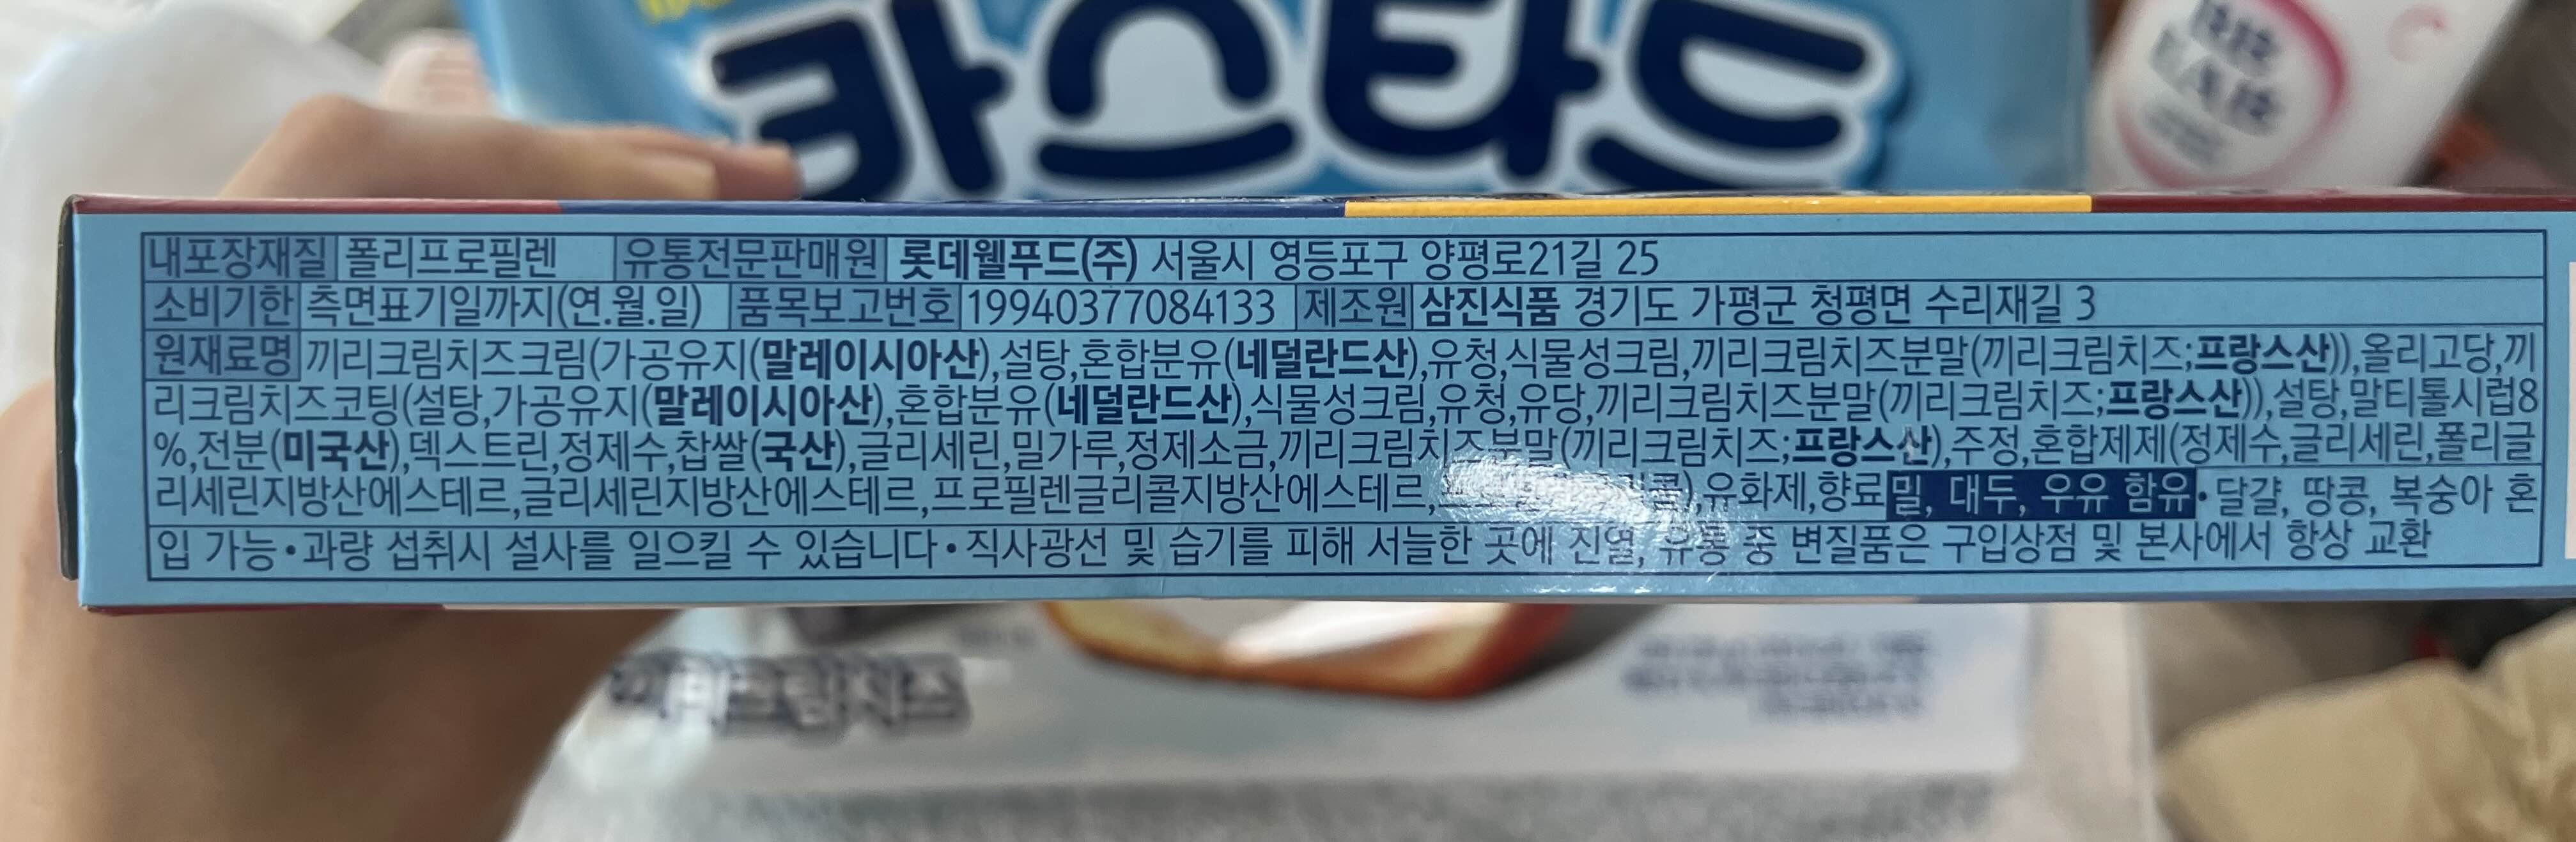 카스타드
내포장재질 폴리프로필렌 유통전문판매원 롯데웰푸드(주) 서울시 영등포구 양평로21길 25
소비기한 측면표기일까지(연.월.일) 품목보고번호 19940377084133 제조원 삼진식품 경기도 가평군 청평면 수리재길 3
원재료명 끼리크림치즈크림(가공유지(말레이시아산),설탕,혼합분유(네덜란드산),유청,식물성크림,끼리크림치즈분말(끼리크림치즈;프랑스산)),올리고당,끼
리크림치즈코팅(설탕,가공유지(말레이시아산),혼합분유(네덜란드산),식물성크림,유청,유당,끼리크림치즈분말(끼리크림치즈;프랑스산)),설탕,말티톨시럽8
%,전분(미국산),덱스트린,정제수,찹쌀(국산),글리세린,밀가루,정제소금,끼리크림치즈분말(끼리크림치즈;프랑스산),주정,혼합제제(정제수,글리세린,폴리글
리세린지방산에스테르,글리세린지방산에스테르,프로필렌글리콜지방산에스테르,유화제,향료 밀, 대두, 우유 함유•달걀, 땅콩, 복숭아 혼
입 가능•과량 섭취시 설사를 일으킬 수 있습니다•직사광선 및 습기를 피해 서늘한 곳에 진열, 유통 중 변질품은 구입상점 및 본사에서 항상 교환
끼리크림치즈